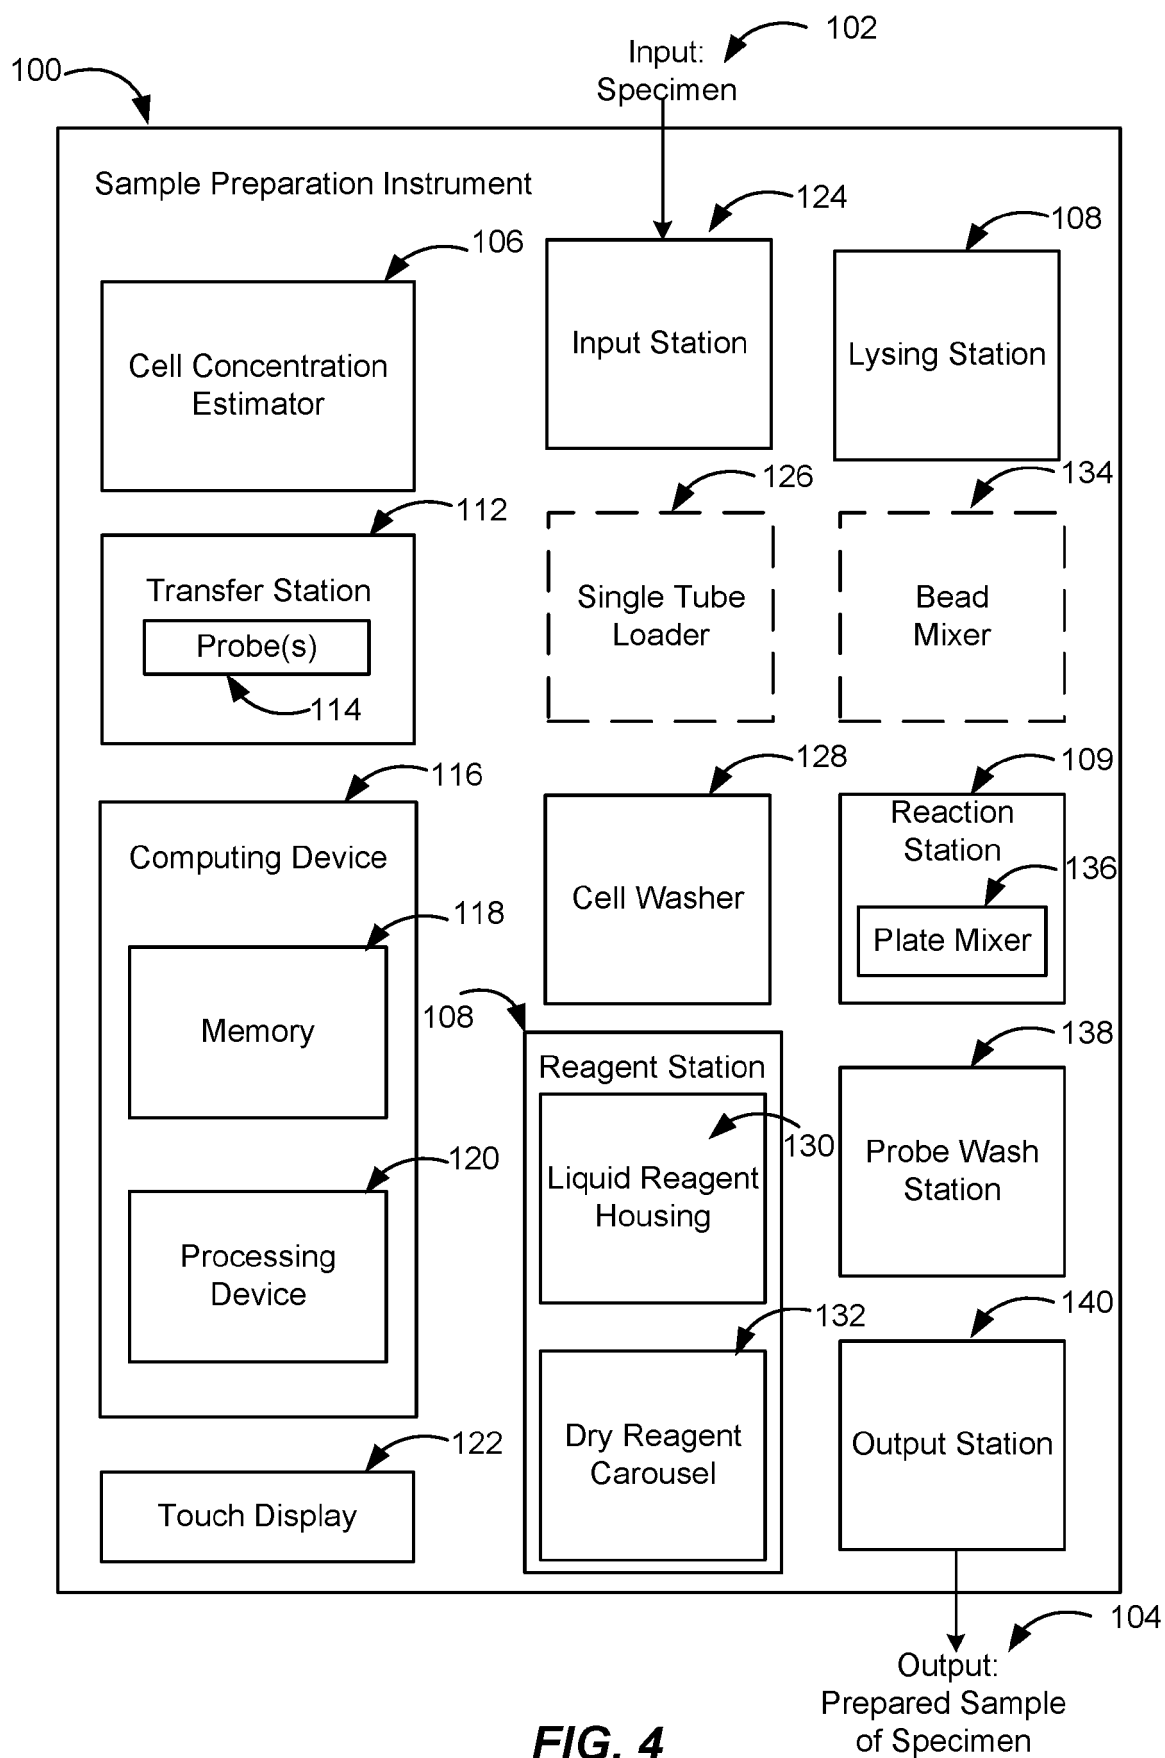 102
Input:
Specimen
100
Sample Preparation Instrument
124
108
106
Input Station
Lysing Station
Cell Concentration
Estimator
126
134
112
Transfer Station
Probe(s)
114
Single Tube
Loader
Bead
Mixer
128
109
116
Computing Device
Reaction
Station
136
Cell Washer
Plate Mixer
118
Memory
108
Reagent Station
138
130
Liquid Reagent
Housing
Probe Wash
Station
120
Processing
Device
132
140
Dry Reagent
Carousel
Output Station
122
Touch Display
104
Output:
Prepared Sample
of Specimen
FIG. 4